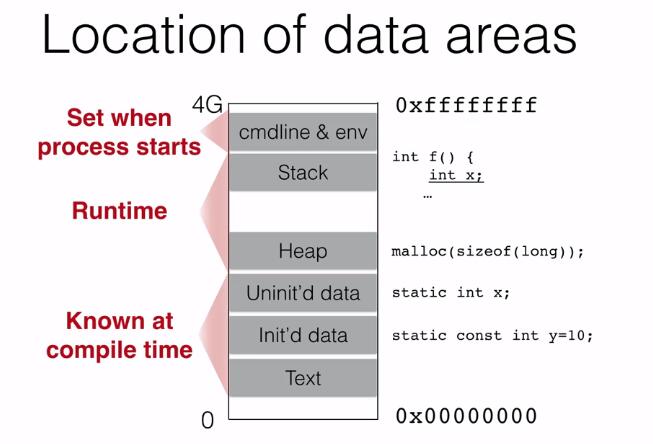 Location of data areas
4G
0xffffffff
Set when
process starts
cmdline & env
int f() {
int x;
…
Stack
Runtime
Heap
malloc(sizeof(long));
Uninit'd data
static int x;
Known at
compile time
Init'd data
static const int y=10;
Text
0
0x00000000